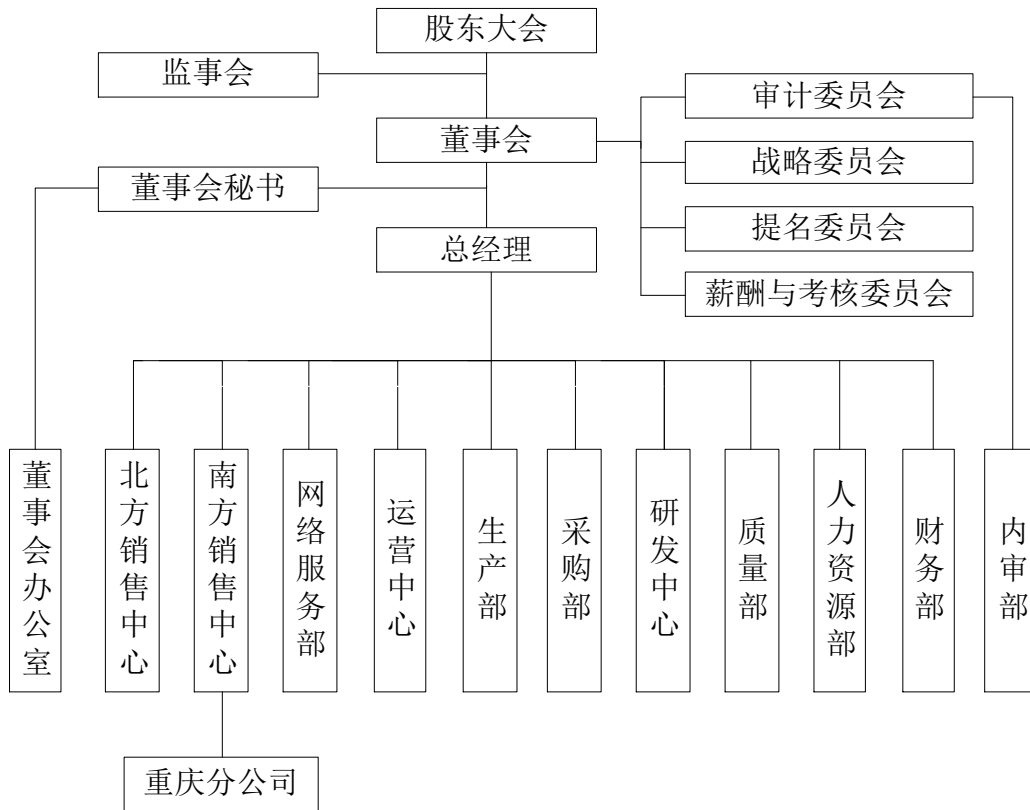 股东大会
监事会
审计委员会
董事会
战略委员会
董事会秘书
提名委员会
总经理
薪酬与考核委员会
董事会办公室
北方销售中心
南方销售中心
网络服务部
运营中心
生产部
采购部
研发中心
质量部
人力资源部
财务部
内审部
重庆分公司